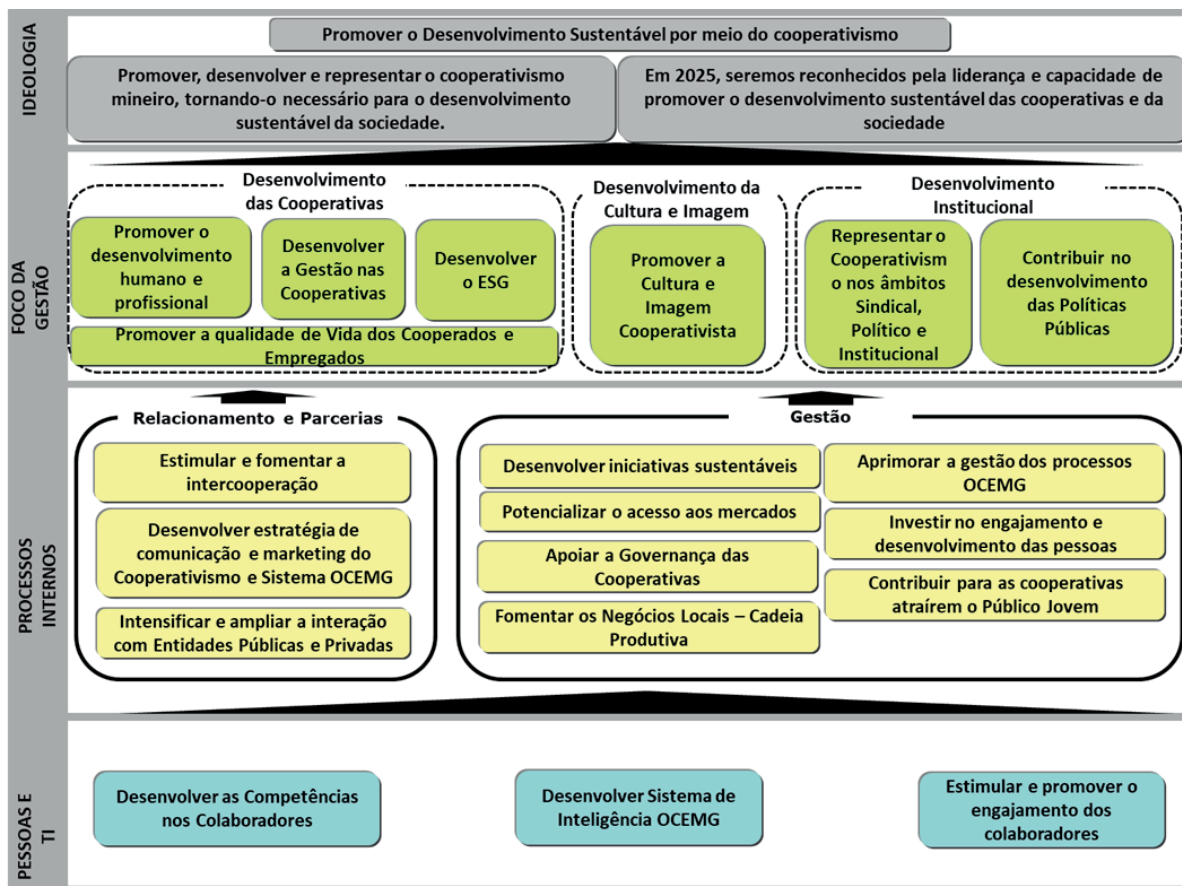 IDEOLOGIA
Promover o Desenvolvimento Sustentável por meio do cooperativismo
Promover, desenvolver e representar o cooperativismo
mineiro, tornando-o necessário para o desenvolvimento
sustentável da sociedade.
Em 2025, seremos reconhecidos pela liderança e capacidade de
promover o desenvolvimento sustentável das cooperativas e da
sociedade
FOCO DA
GESTÃO
Desenvolvimento
das Cooperativas
Promover o
desenvolvimento
humano e
profissional
Desenvolver
a Gestão nas
Cooperativas
Desenvolver
o ESG
Promover a qualidade de Vida dos Cooperados e
Empregados
Desenvolvimento da
Cultura e Imagem
Promover a
Cultura e
Imagem
Cooperativista
Desenvolvimento
Institucional
Representar o
Cooperativism
o nos âmbitos
Sindical,
Político e
Institucional
Contribuir no
desenvolvimento
das Políticas
Públicas
PROCESSOS
INTERNOS
Relacionamento e Parcerias
Estimular e fomentar a
intercooperação
Desenvolver estratégia de
comunicação e marketing do
Cooperativismo e Sistema OCEMG
Intensificar e ampliar a interação
com Entidades Públicas e Privadas
Gestão
Desenvolver iniciativas sustentáveis
Potencializar o acesso aos mercados
Apoiar a Governança das
Cooperativas
Fomentar os Negócios Locais – Cadeia
Produtiva
Aprimorar a gestão dos processos
OCEMG
Investir no engajamento e
desenvolvimento das pessoas
Contribuir para as cooperativas
atraírem o Público Jovem
PESSOAS E
TI
Desenvolver as Competências
nos Colaboradores
Desenvolver Sistema de
Inteligência OCEMG
Estimular e promover o
engajamento dos
colaboradores